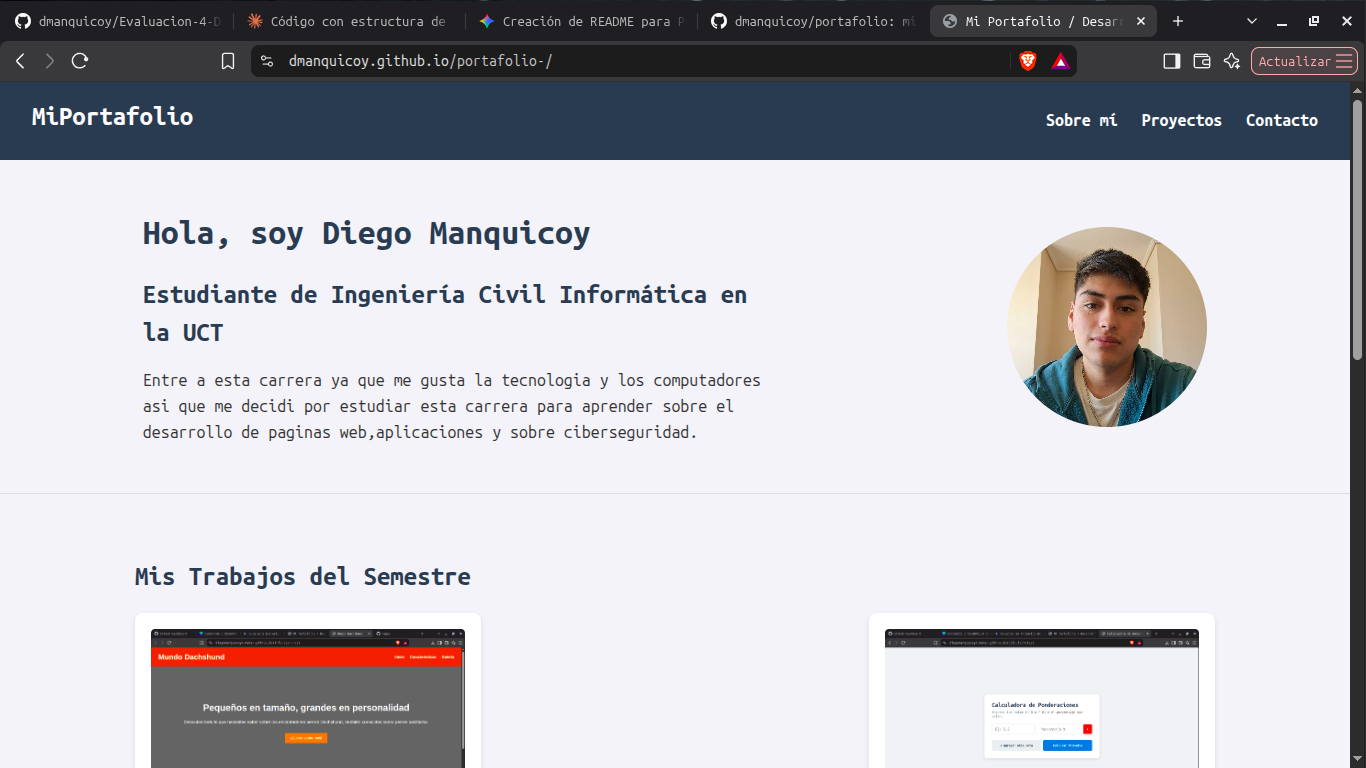 dmanquicoy/Evaluacion-4-D
Código con estructura de
Creación de README para P
dmanquicoy/portafolio: mi
Mi Portafolio / Desarr
dmanquicoy.github.io/portafolio-/
Actualizar
MiPortafolio
Sobre mí
Proyectos
Contacto
Hola, soy Diego Manquicoy
Estudiante de Ingeniería Civil Informática en
la UCT
Entre a esta carrera ya que me gusta la tecnologia y los computadores
asi que me decidi por estudiar esta carrera para aprender sobre el
desarrollo de paginas web,aplicaciones y sobre ciberseguridad.
Mis Trabajos del Semestre
Mundo Dachshund
Pequeños en tamaño, grandes en personalidad
Calculadora de Ponderaciones